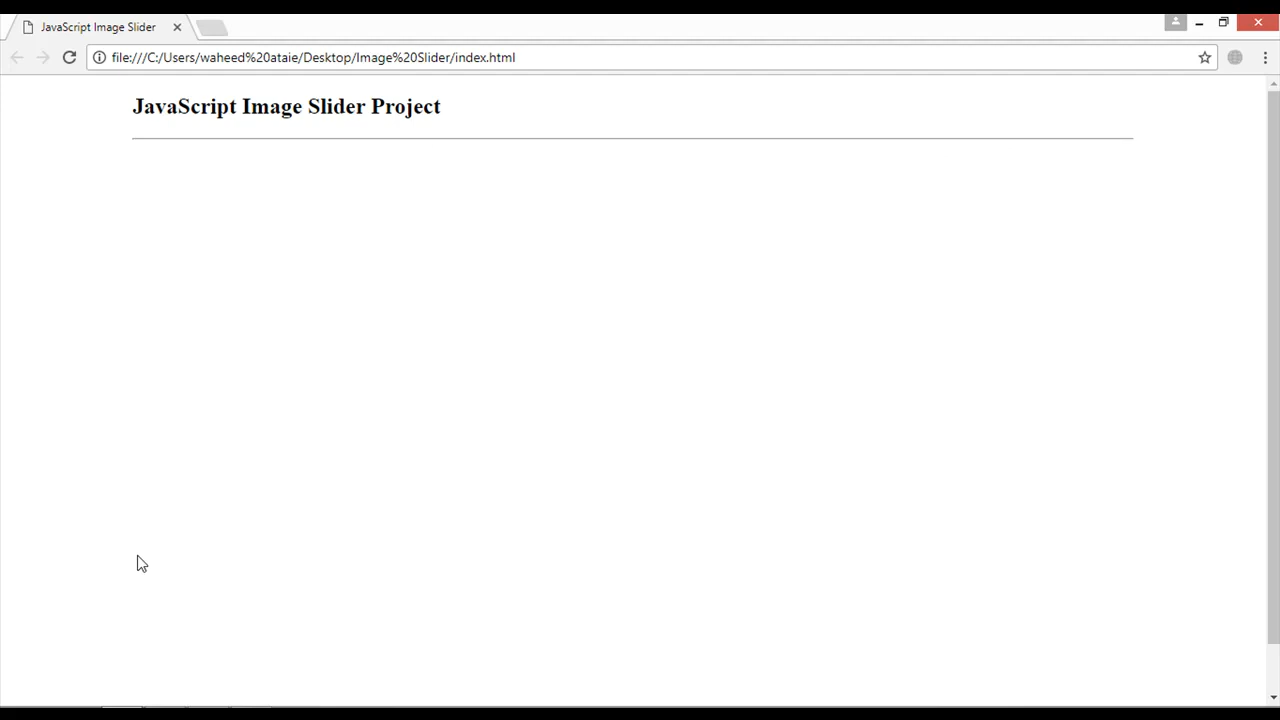 JavaScript Image Slider
file:///C:/Users/waheed%20ataie/Desktop/Image%20Slider/index.html
JavaScript Image Slider Project